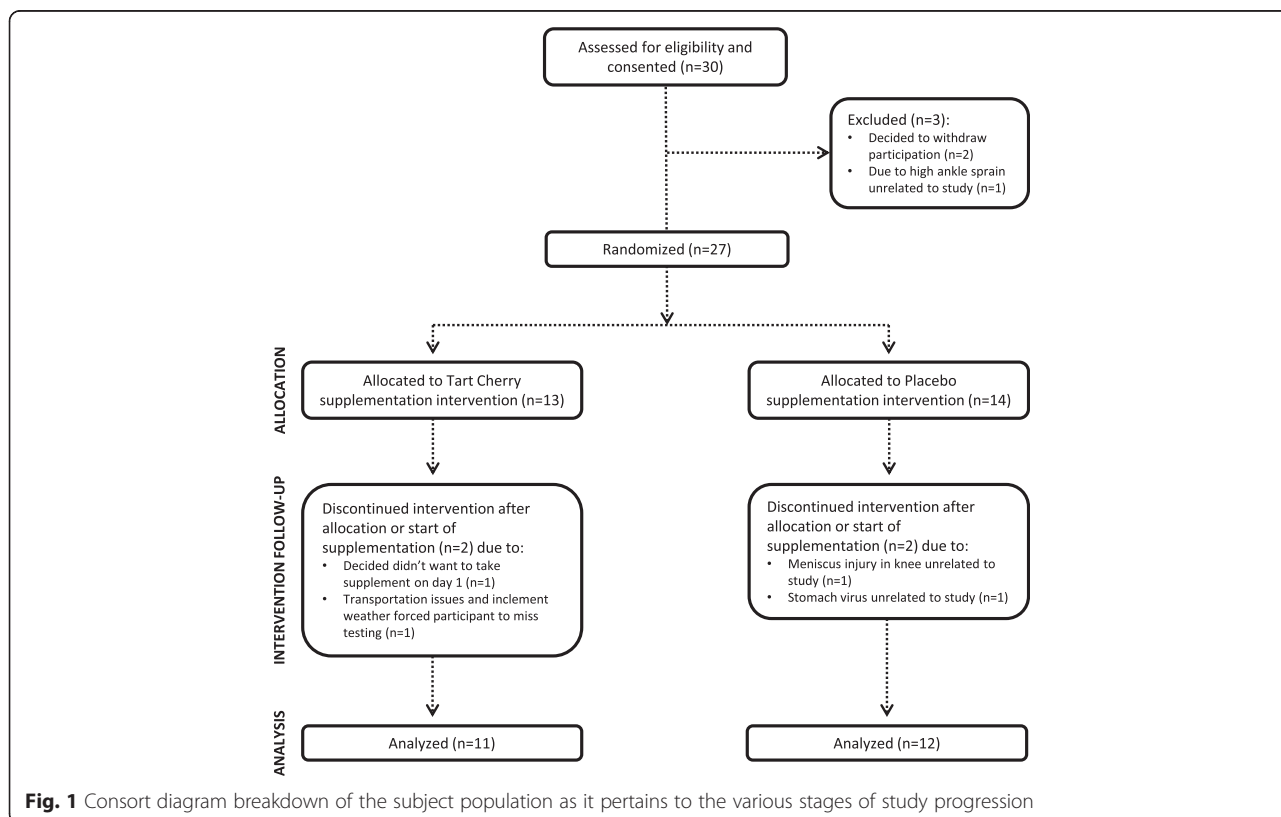 Assessed for eligibility and
consented (n=30)
Excluded (n=3):
• Decided to withdraw
participation (n=2)
• Due to high ankle sprain
unrelated to study (n=1)
Randomized (n=27)
ALLOCATION
Allocated to Tart Cherry
supplementation intervention (n=13)
Allocated to Placebo
supplementation intervention (n=14)
INTERVENTION FOLLOW-UP
Discontinued intervention after
allocation or start of
supplementation (n=2) due to:
• Decided didn't want to take
supplement on day 1 (n=1)
• Transportation issues and inclement
weather forced participant to miss
testing (n=1)
Discontinued intervention after
allocation or start of
supplementation (n=2) due to:
• Meniscus injury in knee unrelated to
study (n=1)
• Stomach virus unrelated to study (n=1)
ANALYSIS
Analyzed (n=11)
Analyzed (n=12)
Fig. 1 Consort diagram breakdown of the subject population as it pertains to the various stages of study progression